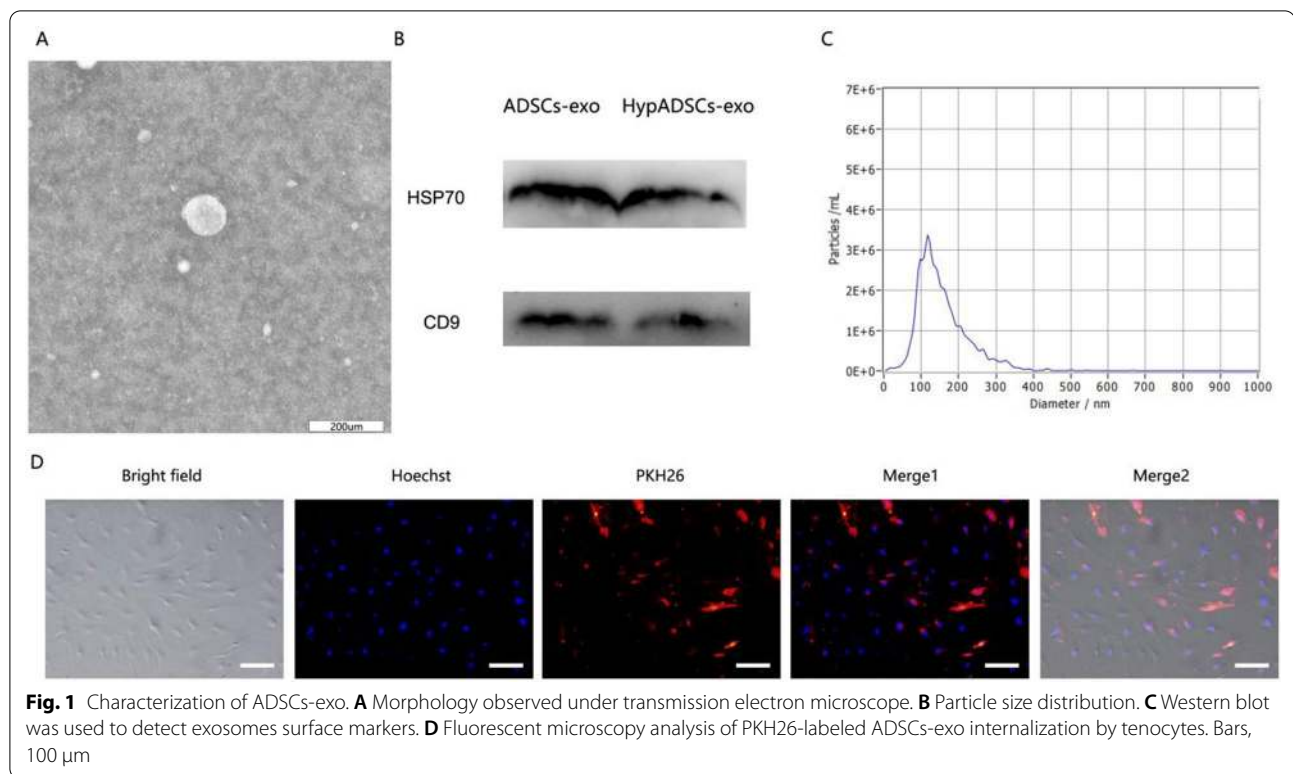 A
B
C
ADSCs-exo HypADSCs-exo
HSP70
CD9
200um
7E+6
6E+6
5E+6
4E+6
3E+6
2E+6
1E+6
0E+0
Particles /mL
0 100 200 300 400 500 600 700 800 900 1000
Diameter / nm
D
Bright field Hoechst PKH26 Merge1 Merge2
Fig. 1 Characterization of ADSCs-exo. A Morphology observed under transmission electron microscope. B Particle size distribution. C Western blot
was used to detect exosomes surface markers. D Fluorescent microscopy analysis of PKH26-labeled ADSCs-exo internalization by tenocytes. Bars,
100 μm